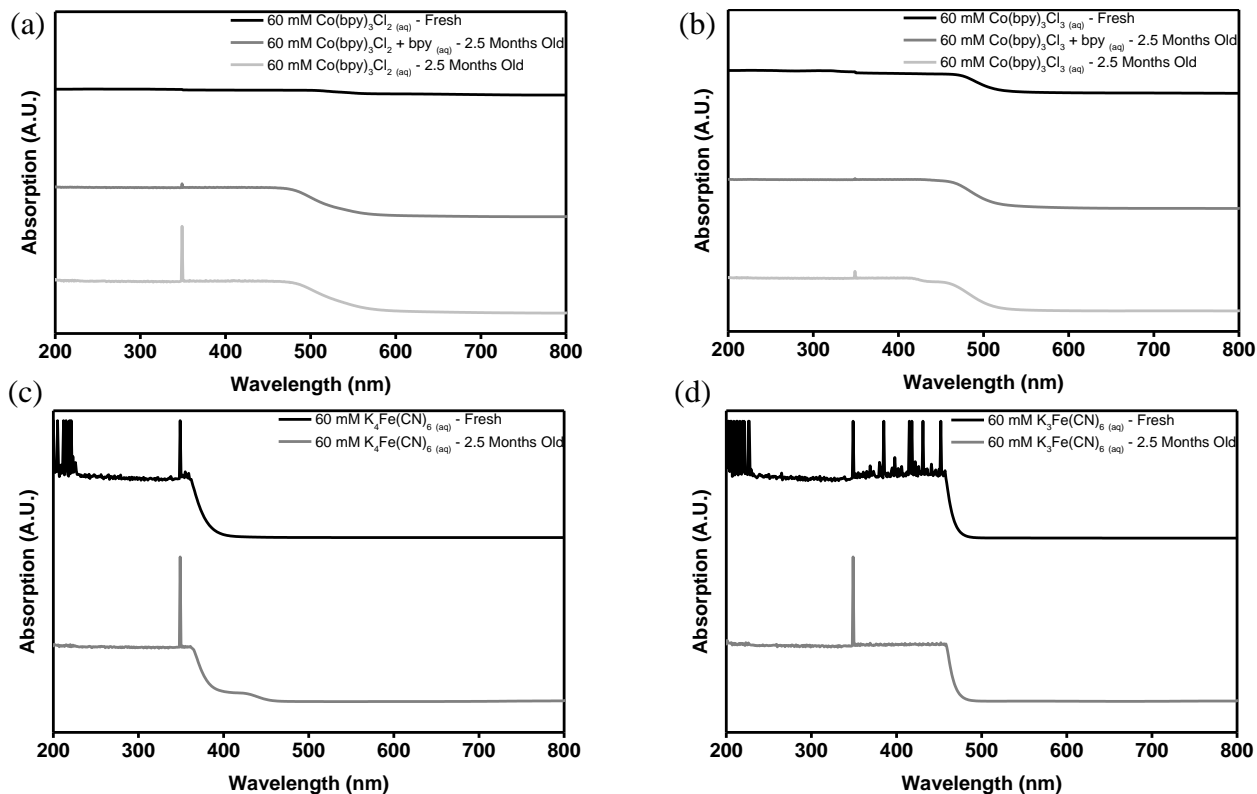 (a)
60 mM Co(bpy)₃Cl₂ (aq) - Fresh
60 mM Co(bpy)₃Cl₂ + bpy (aq) - 2.5 Months Old
60 mM Co(bpy)₃Cl₂ (aq) - 2.5 Months Old
Absorption (A.U.)
200 300 400 500 600 700 800
Wavelength (nm)
(b)
60 mM Co(bpy)₃Cl₃ (aq) - Fresh
60 mM Co(bpy)₃Cl₃ + bpy (aq) - 2.5 Months Old
60 mM Co(bpy)₃Cl₃ (aq) - 2.5 Months Old
Absorption (A.U.)
200 300 400 500 600 700 800
Wavelength (nm)
(c)
60 mM K₄Fe(CN)₆ (aq) - Fresh
60 mM K₄Fe(CN)₆ (aq) - 2.5 Months Old
Absorption (A.U.)
200 300 400 500 600 700 800
Wavelength (nm)
(d)
60 mM K₃Fe(CN)₆ (aq) - Fresh
60 mM K₃Fe(CN)₆ (aq) - 2.5 Months Old
Absorption (A.U.)
200 300 400 500 600 700 800
Wavelength (nm)